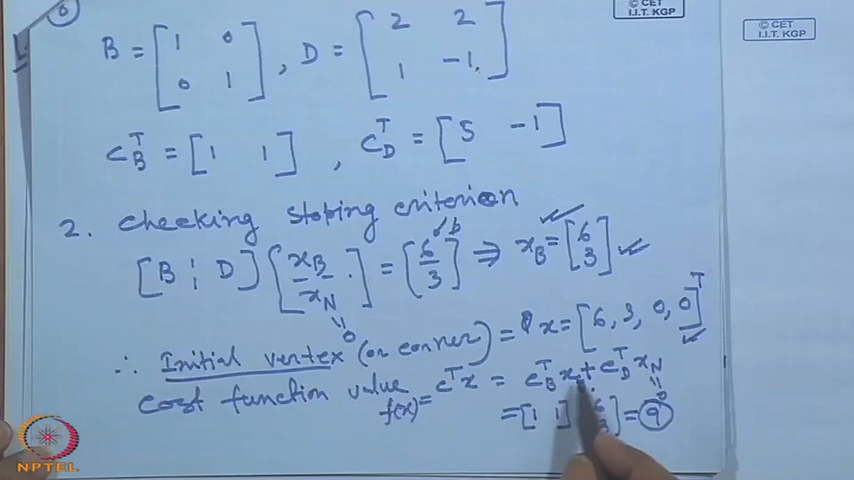 © CET
I.I.T. KGP
© CET
I.I.T. KGP
6
B = [1 0 0 1], D = [2 2 1 -1]
c_B^T = [1 1], c_D^T = [5 -1]
2. Checking stoping criterion
[B ¦ D] [x_B x_N] = [6 3] ⇒ x_B = [6 3]
b
= 0
∴ Initial vertex (or corner) = x = [6, 3, 0, 0]^T
cost function value f(x) = c^T x = c_B^T x + c_D^T x_N
= 0
= [1 1] [6 3] = 9
NPTEL